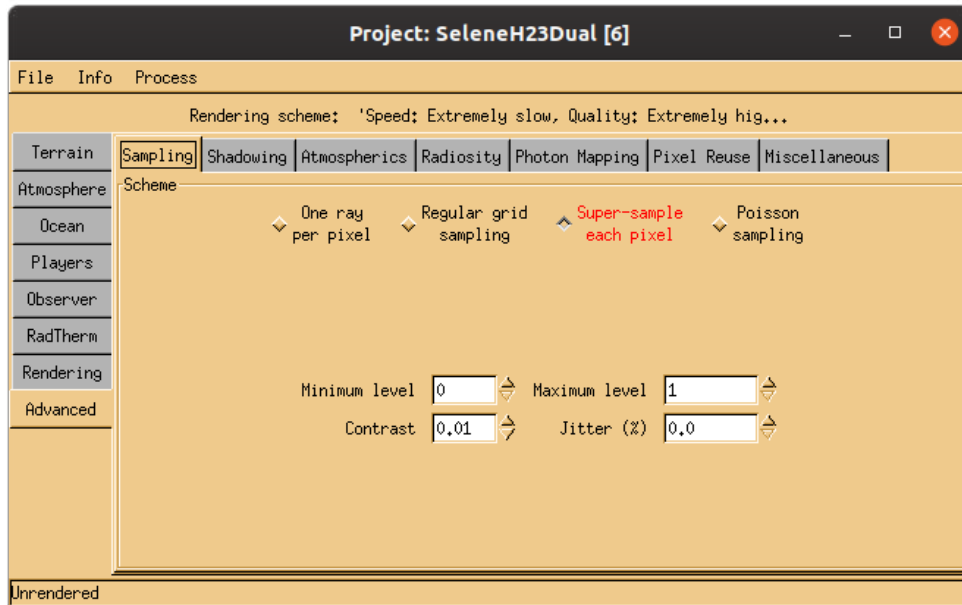 Project: SeleneH23Dual [6]
File Info Process
Rendering scheme: 'Speed: Extremely slow, Quality: Extremely hig...
Terrain
Atmosphere
Ocean
Players
Observer
RadTherm
Rendering
Advanced
Sampling Shadowing Atmospherics Radiosity Photon Mapping Pixel Reuse Miscellaneous
Scheme
One ray
per pixel
Regular grid
sampling
Super-sample
each pixel
Poisson
sampling
Minimum level 0 Maximum level 1
Contrast 0.01 Jitter (%) 0.0
Unrendered